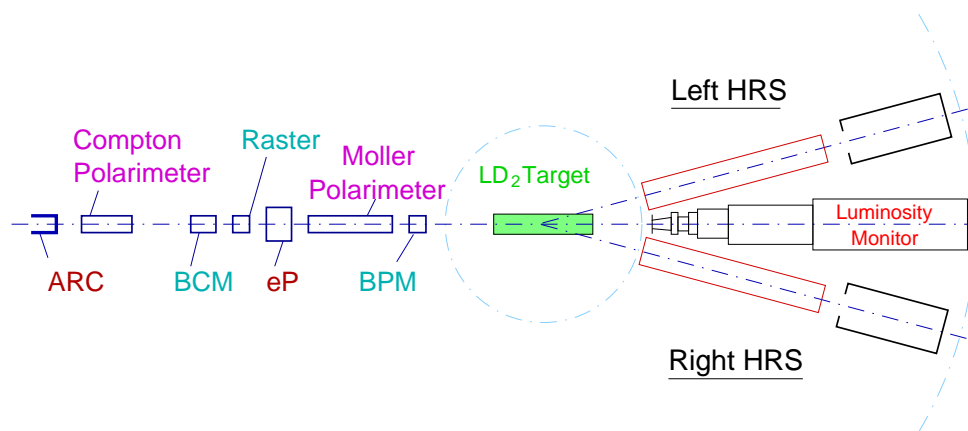 Left HRS
Compton
Polarimeter
Raster
Moller
Polarimeter
LD₂Target
Luminosity
Monitor
ARC
BCM
eP
BPM
Right HRS